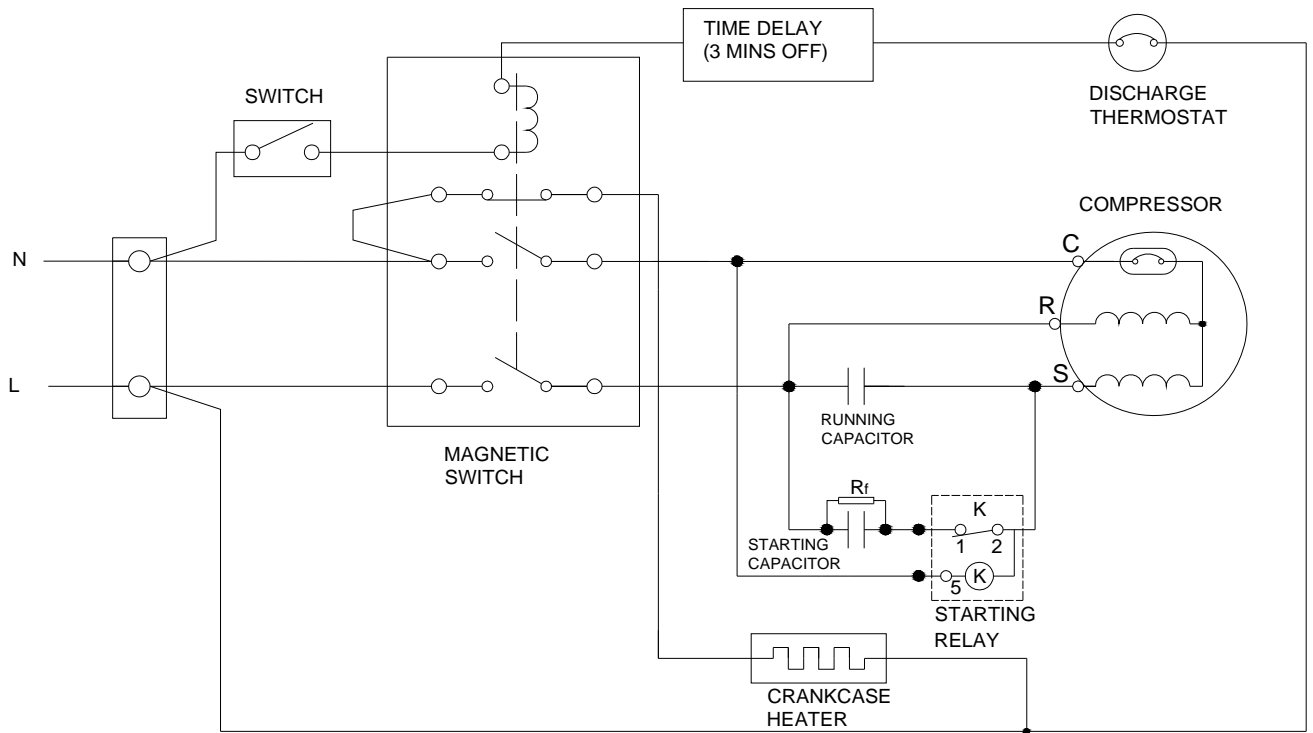 TIME DELAY
(3 MINS OFF)
SWITCH
DISCHARGE
THERMOSTAT
COMPRESSOR
N
C
R
L
S
RUNNING
CAPACITOR
MAGNETIC
SWITCH
Rf
K
1 2
STARTING
CAPACITOR
K
5
STARTING
RELAY
CRANKCASE
HEATER